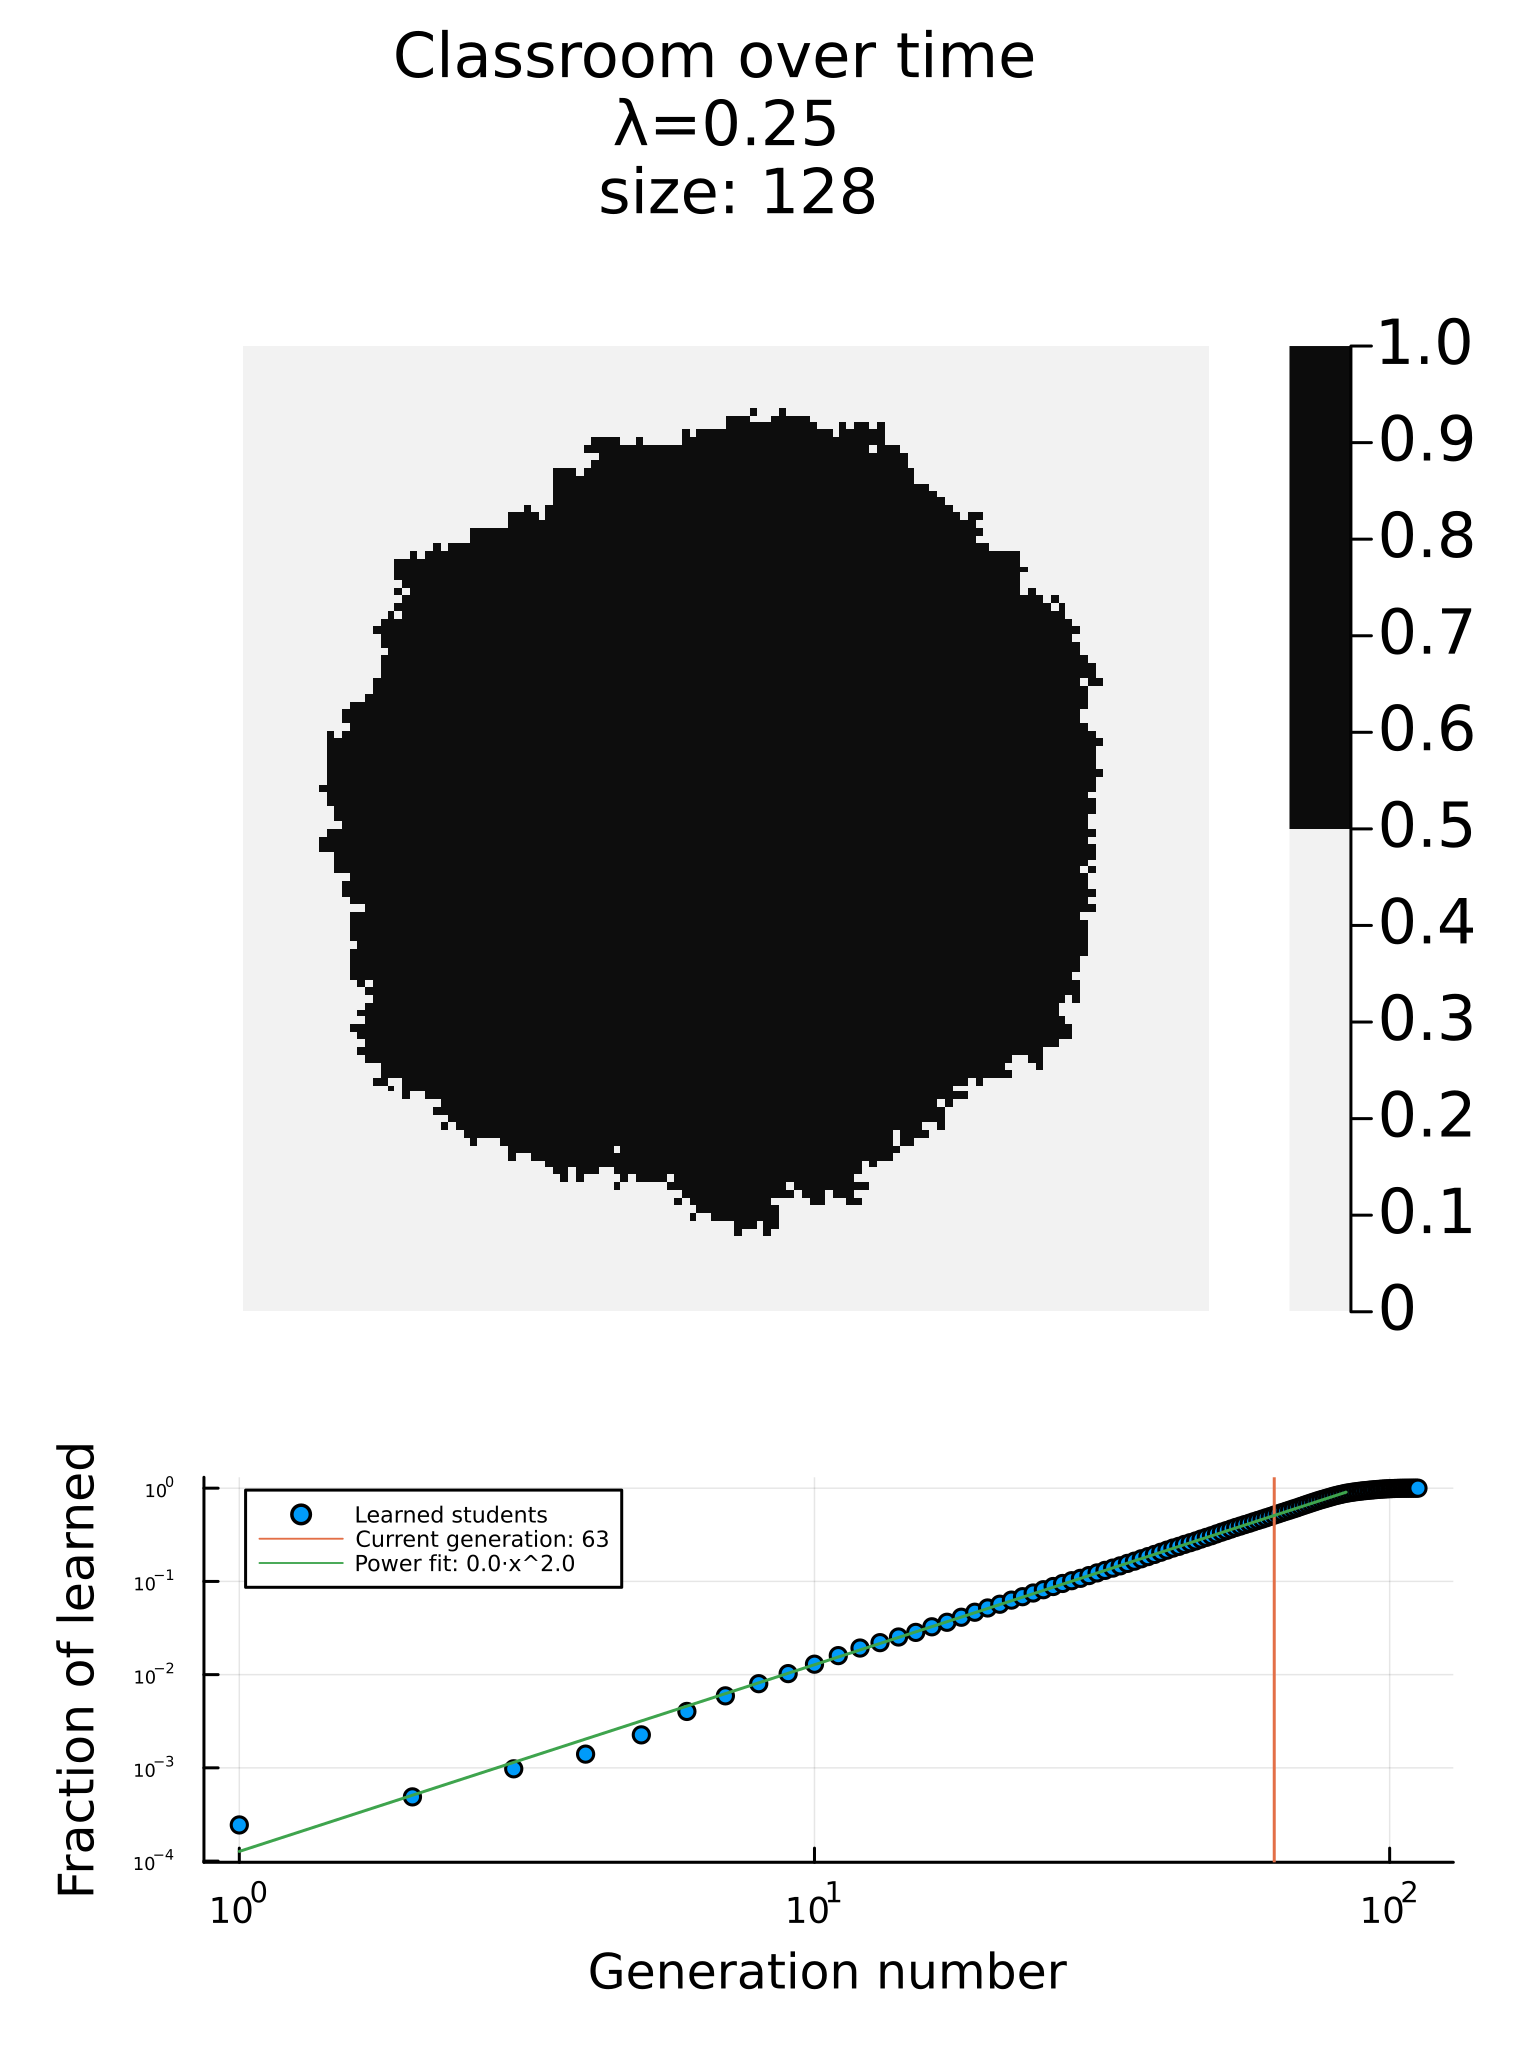 Classroom over time
λ=0.25
size: 128
1.0
0.9
0.8
0.7
0.6
0.5
0.4
0.3
0.2
0.1
0
Fraction of learned
10^0
10^-1
10^-2
10^-3
10^-4
Learned students
Current generation: 63
Power fit: 0.0·x^2.0
10^0
10^1
10^2
Generation number